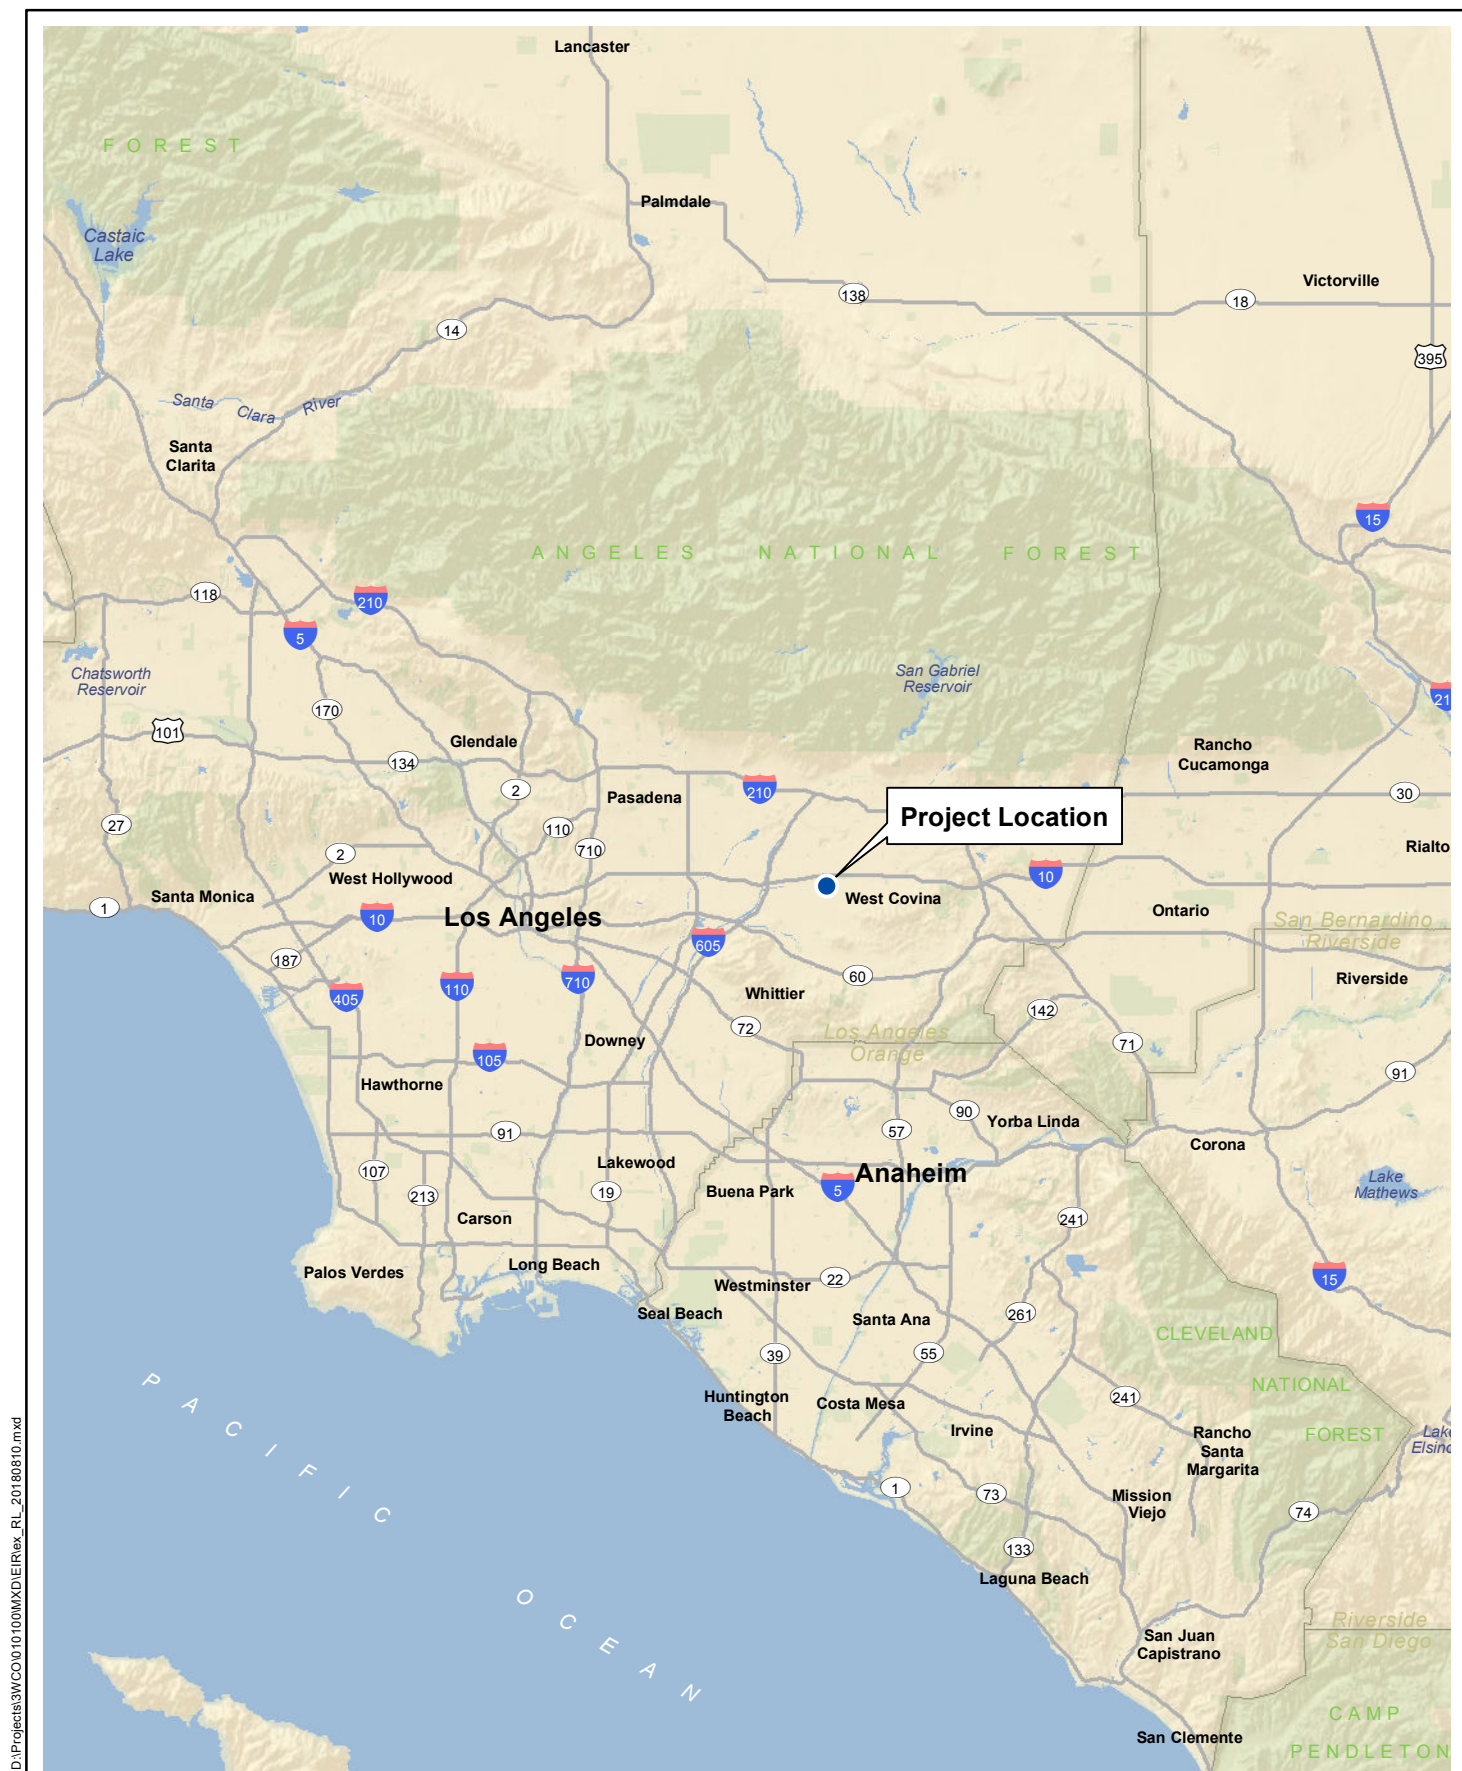 Lancaster
FOREST
Palmdale
Castaic
Lake
Victorville
138
18
14
395
Santa Clara River
Santa
Clarita
15
ANGELES NATIONAL FOREST
118
210
5
Chatsworth
Reservoir
San Gabriel
Reservoir
21
170
101
Glendale
134
Rancho
Cucamonga
2
Pasadena
210
30
Project Location
27
110
710
2
Rialto
West Hollywood
10
Santa Monica
West Covina
1
10
Los Angeles
Ontario
San Bernardino
Riverside
605
187
60
Riverside
405
110
710
Whittier
142
72
Los Angeles
Orange
Downey
71
105
91
Hawthorne
90
Yorba Linda
91
57
Corona
107
Lakewood
Anaheim
Lake
Mathews
213
19
Buena Park
5
Carson
241
Long Beach
Palos Verdes
22
15
Westminster
Seal Beach
Santa Ana
261
CLEVELAND
39
55
NATIONAL
PACIFIC
Huntington
Beach
Costa Mesa
241
Irvine
Rancho
Santa
Margarita
FOREST
Lake
Elsino
1
73
Mission
Viejo
74
133
Laguna Beach
OCEAN
Riverside
San Diego
San Juan
Capistrano
CAMP
San Clemente
PENDLETON
D:\Projects\3WCO\010100\MXD\EIR\ex_RL_20180810.mxd